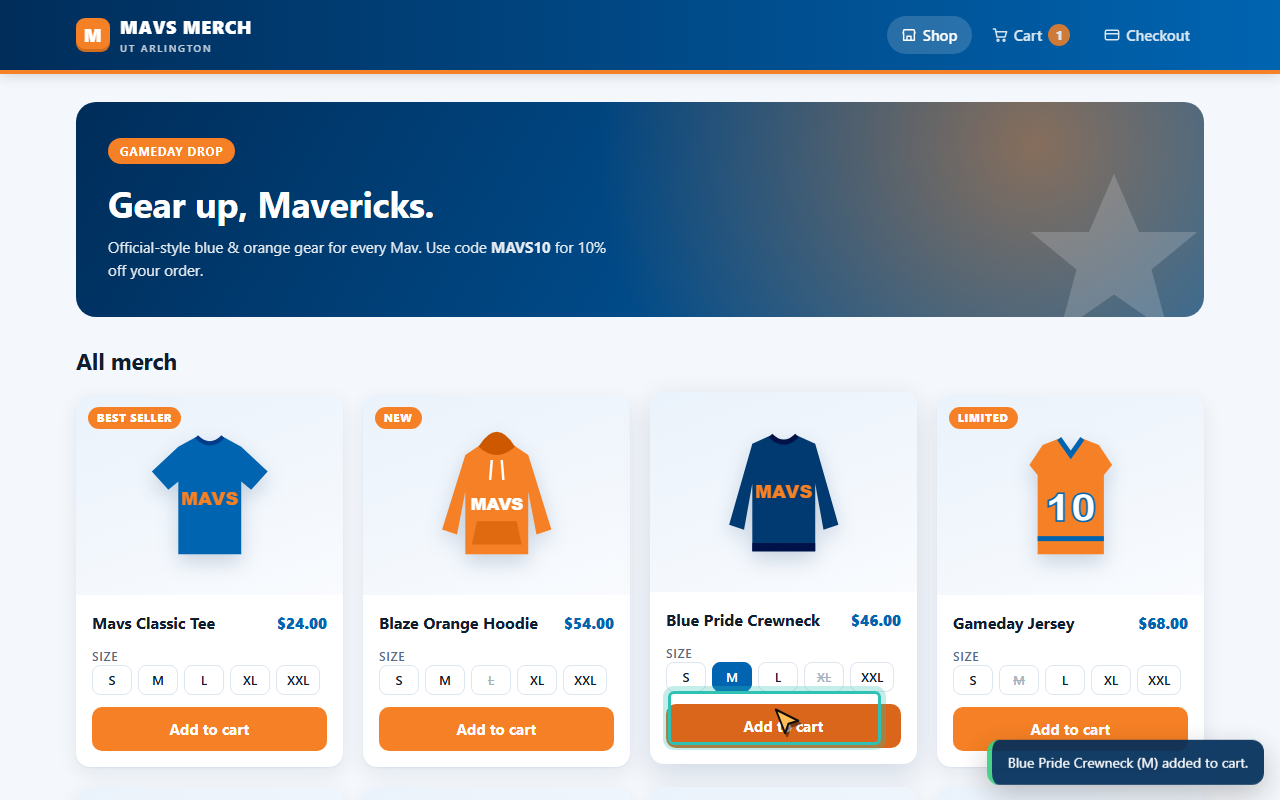 M
MAVS MERCH
UT ARLINGTON
Shop
Cart 1
Checkout
GAMEDAY DROP
Gear up, Mavericks.
Official-style blue & orange gear for every Mav. Use code MAVS10 for 10%
off your order.
All merch
BEST SELLER
MAVS
Mavs Classic Tee $24.00
SIZE
S M L XL XXL
Add to cart
NEW
MAVS
Blaze Orange Hoodie $54.00
SIZE
S M L XL XXL
Add to cart
MAVS
Blue Pride Crewneck $46.00
SIZE
S M L XL XXL
Add to cart
LIMITED
10
Gameday Jersey $68.00
SIZE
S M L XL XXL
Add to cart
Blue Pride Crewneck (M) added to cart.